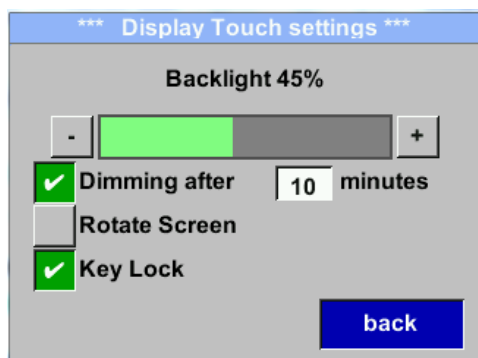 *** Display Touch settings ***
Backlight 45%
- +
Dimming after 10 minutes
Rotate Screen
Key Lock
back